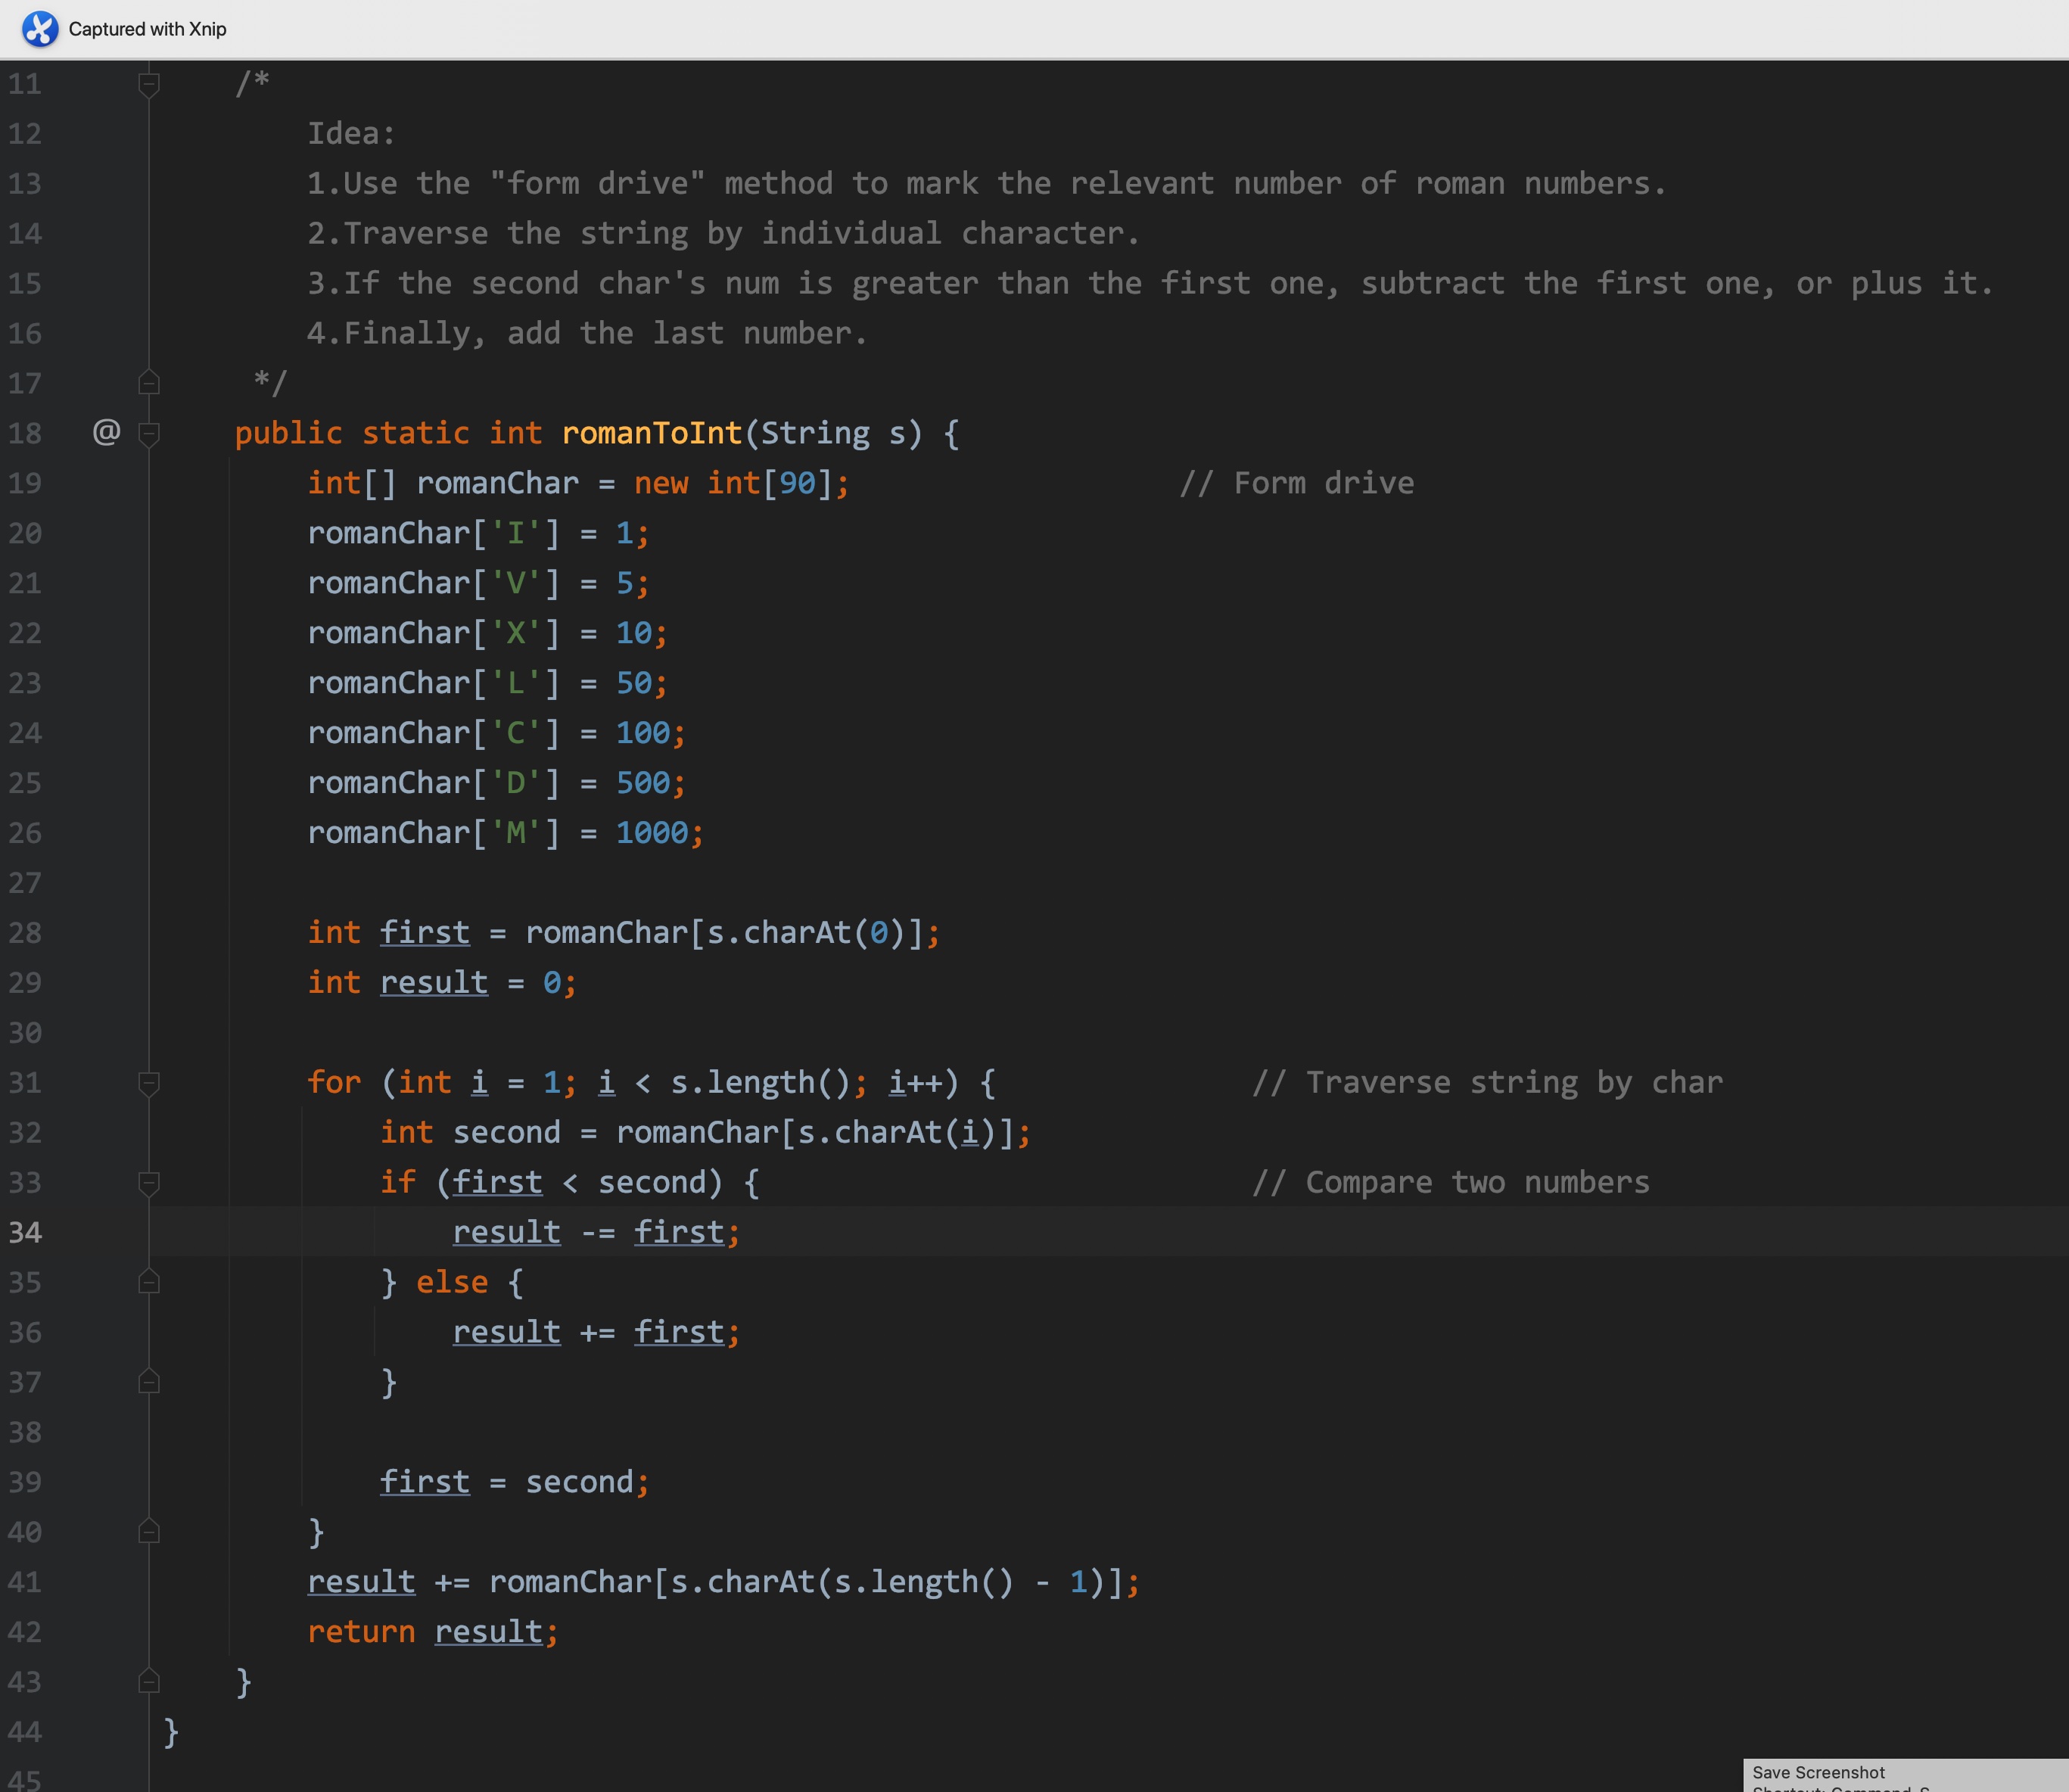 Captured with Xnip
11 /*
12 Idea:
13 1.Use the "form drive" method to mark the relevant number of roman numbers.
14 2.Traverse the string by individual character.
15 3.If the second char's num is greater than the first one, subtract the first one, or plus it.
16 4.Finally, add the last number.
17 */
18 @ public static int romanToInt(String s) {
19 int[] romanChar = new int[90]; // Form drive
20 romanChar['I'] = 1;
21 romanChar['V'] = 5;
22 romanChar['X'] = 10;
23 romanChar['L'] = 50;
24 romanChar['C'] = 100;
25 romanChar['D'] = 500;
26 romanChar['M'] = 1000;
27
28 int first = romanChar[s.charAt(0)];
29 int result = 0;
30
31 for (int i = 1; i < s.length(); i++) { // Traverse string by char
32 int second = romanChar[s.charAt(i)];
33 if (first < second) { // Compare two numbers
34 result -= first;
35 } else {
36 result += first;
37 }
38
39 first = second;
40 }
41 result += romanChar[s.charAt(s.length() - 1)];
42 return result;
43 }
44 }
45
Save Screenshot